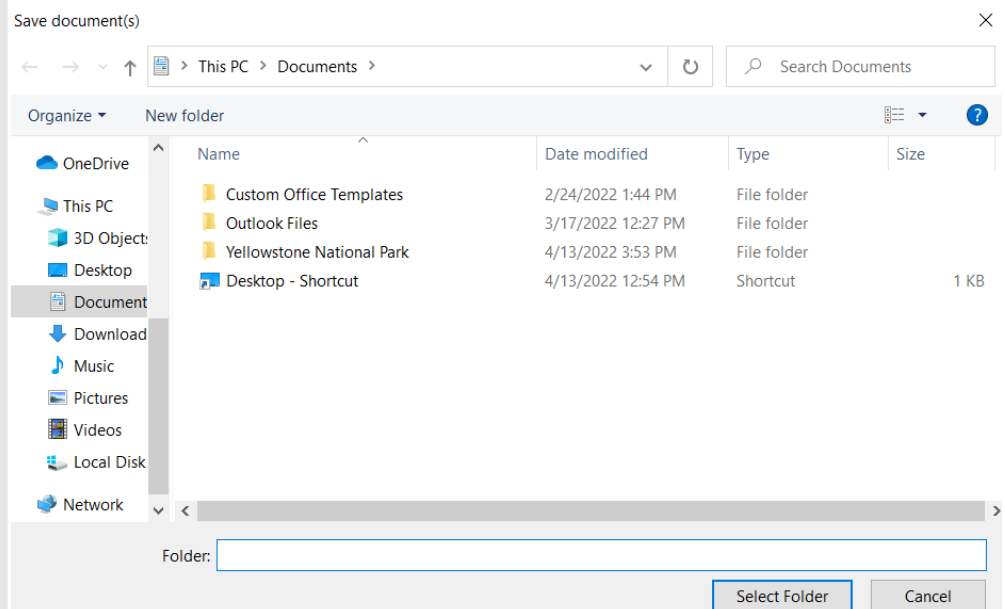 Save document(s)
This PC > Documents >
Search Documents
Organize
New folder
?
Name
Date modified
Type
Size
OneDrive
This PC
3D Object
Desktop
Document
Download
Music
Pictures
Videos
Local Disk
Network
Custom Office Templates 2/24/2022 1:44 PM File folder
Outlook Files 3/17/2022 12:27 PM File folder
Yellowstone National Park 4/13/2022 3:53 PM File folder
Desktop - Shortcut 4/13/2022 12:54 PM Shortcut 1 KB
Folder:
Select Folder
Cancel